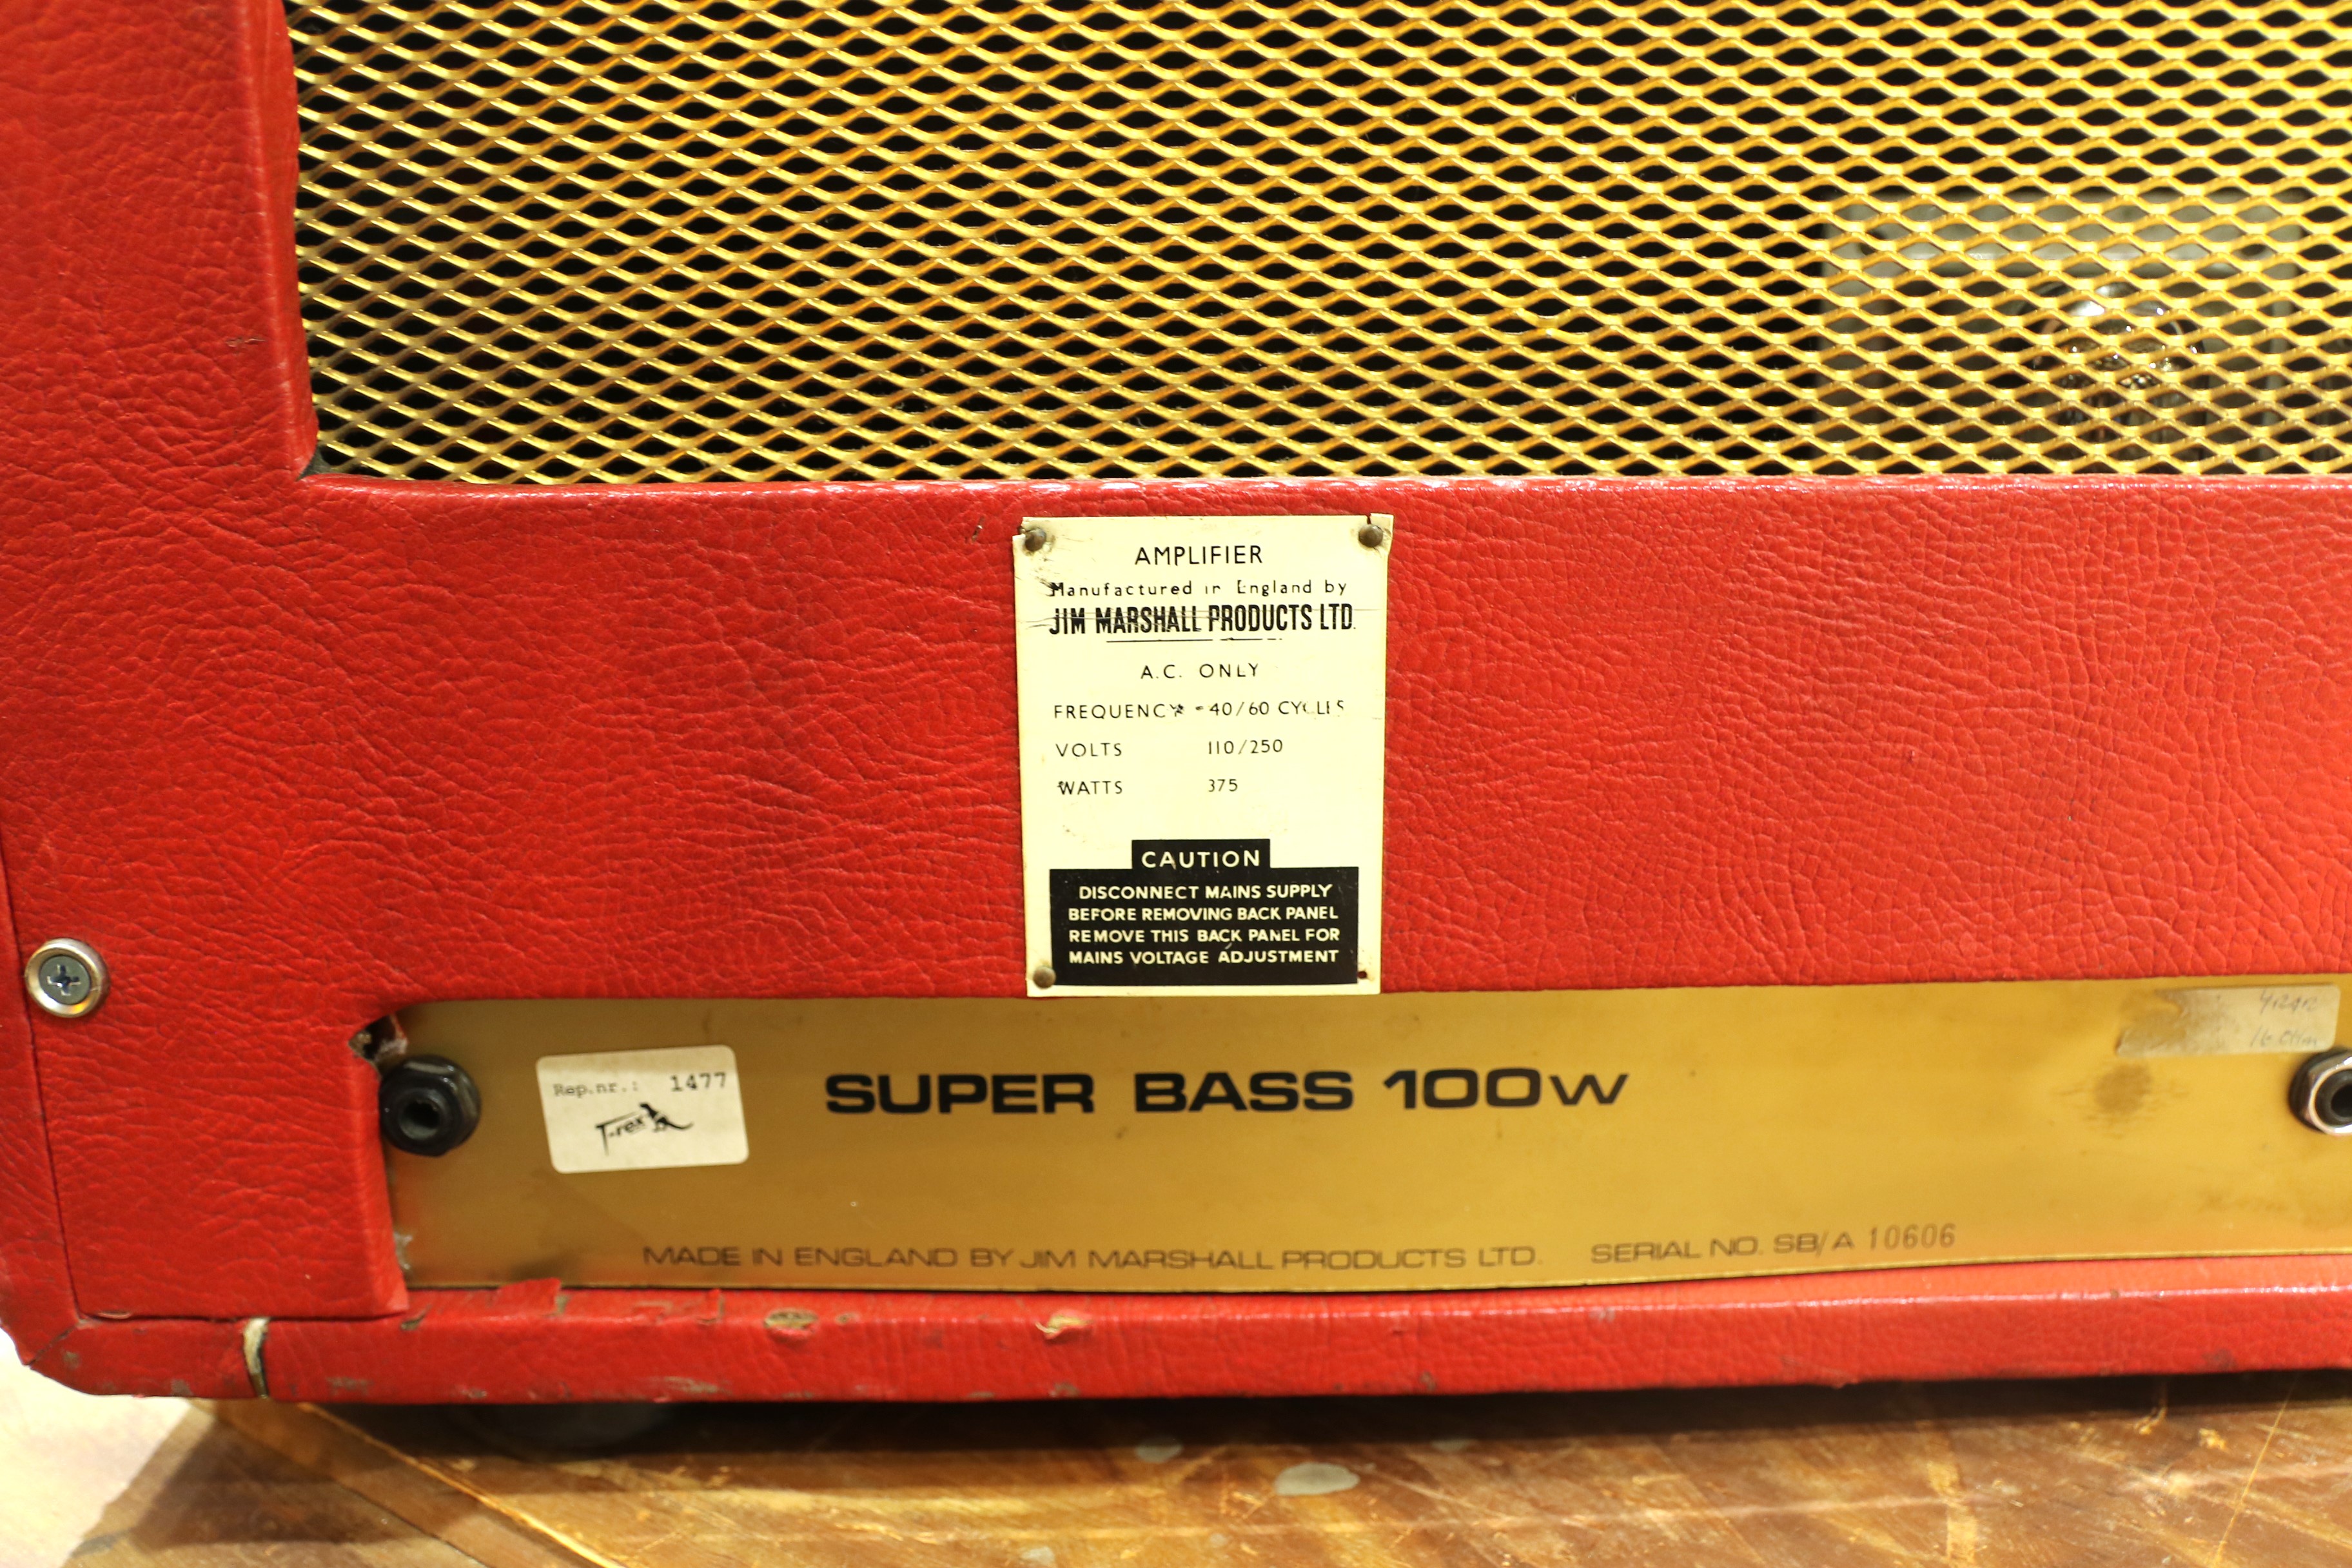 AMPLIFIER
Manufactured in England by
JIM MARSHALL PRODUCTS LTD.
A.C. ONLY
FREQUENCY - 40/60 CYCLES
VOLTS 110/250
WATTS 375
CAUTION
DISCONNECT MAINS SUPPLY
BEFORE REMOVING BACK PANEL
REMOVE THIS BACK PANEL FOR
MAINS VOLTAGE ADJUSTMENT
Rep.nr.: 1477
T-rex
SUPER BASS 100W
16 Ohm
MADE IN ENGLAND BY JIM MARSHALL PRODUCTS LTD. SERIAL NO. SB/A 10606